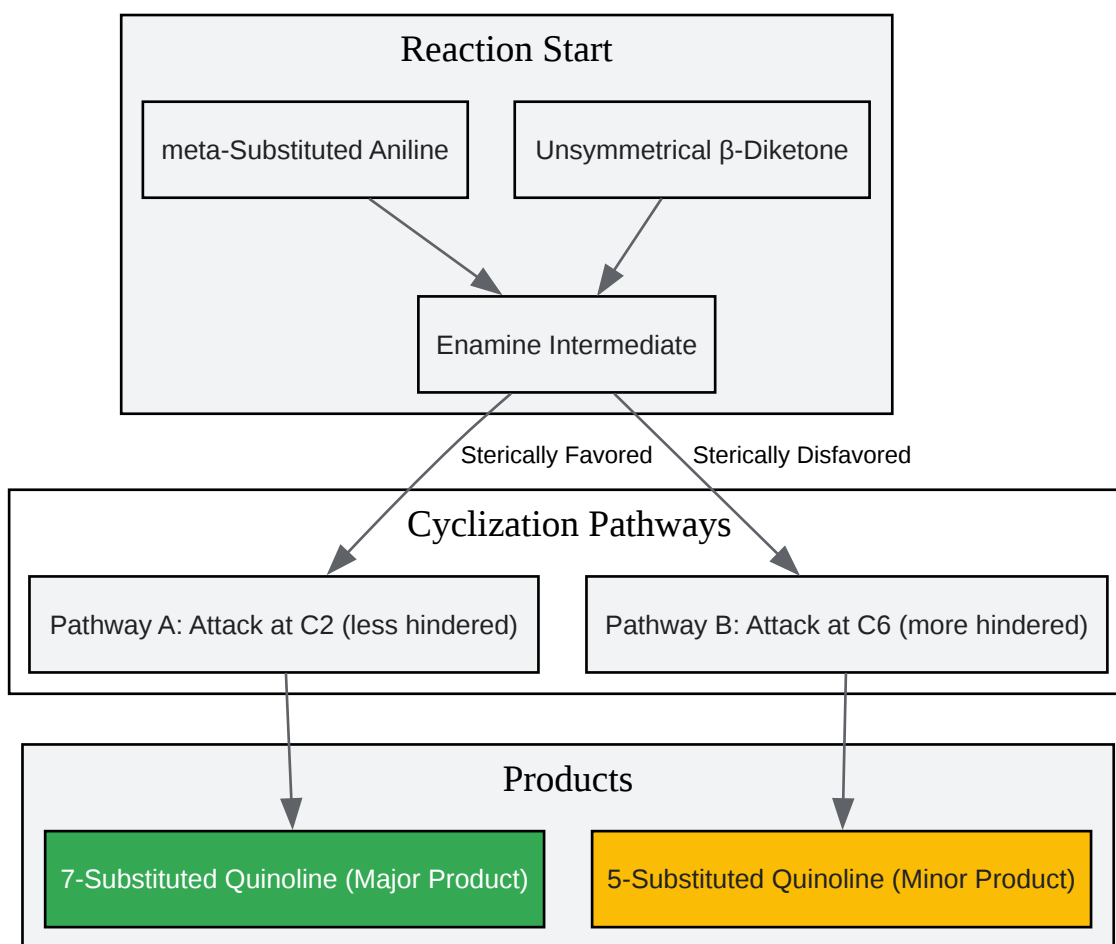 Reaction Start
meta-Substituted Aniline
Unsymmetrical β-Diketone
Enamine Intermediate
Sterically Favored
Sterically Disfavored
Cyclization Pathways
Pathway A: Attack at C2 (less hindered)
Pathway B: Attack at C6 (more hindered)
Products
7-Substituted Quinoline (Major Product)
5-Substituted Quinoline (Minor Product)